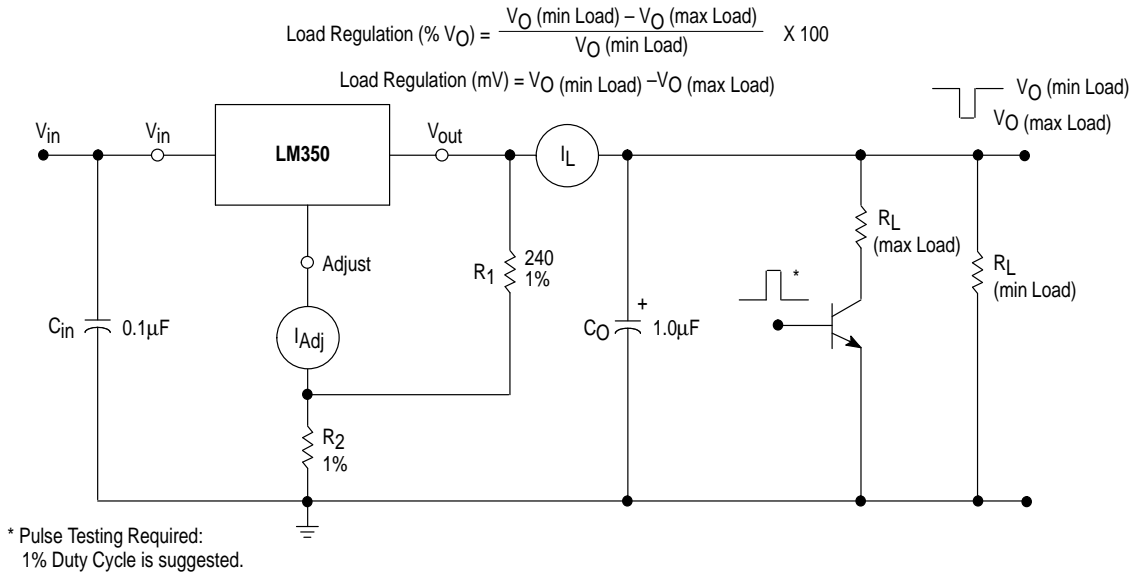 Load Regulation (% VO) = VO (min Load) – VO (max Load)
VO (min Load)
X 100
Load Regulation (mV) = VO (min Load) –VO (max Load)
VO (min Load)
VO (max Load)
Vin
Vin
LM350
Vout
IL
Adjust
R1
240
1%
RL
(max Load)
RL
(min Load)
*
Cin
0.1µF
IAdj
+
CO
1.0µF
R2
1%
* Pulse Testing Required:
1% Duty Cycle is suggested.